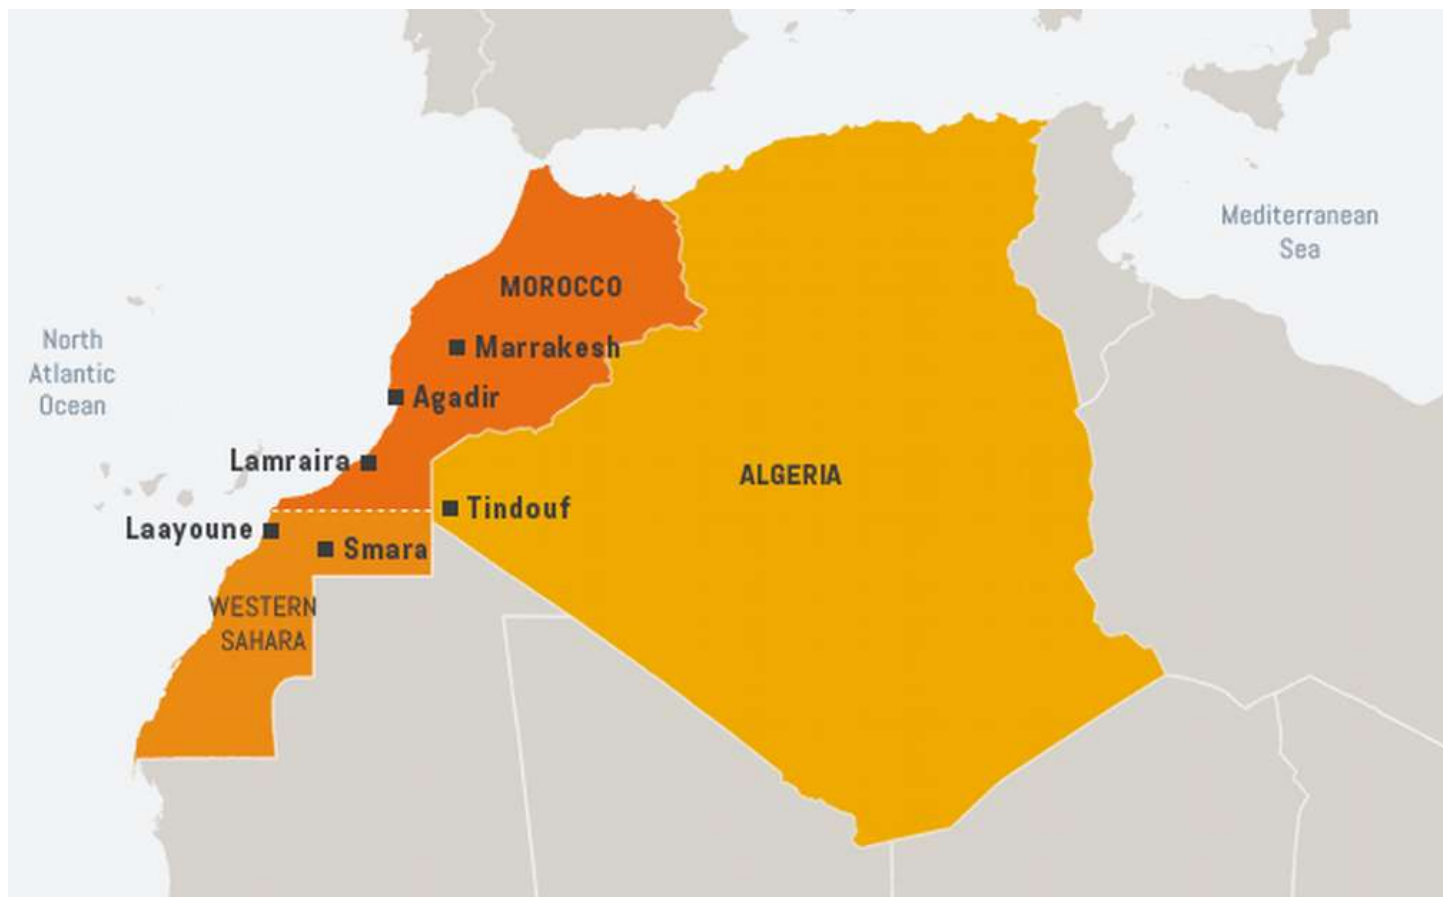 Mediterranean
Sea
MOROCCO
North
Atlantic
Ocean
Marrakesh
Agadir
Lamraira
ALGERIA
Tindouf
Laayoune
Smara
WESTERN
SAHARA